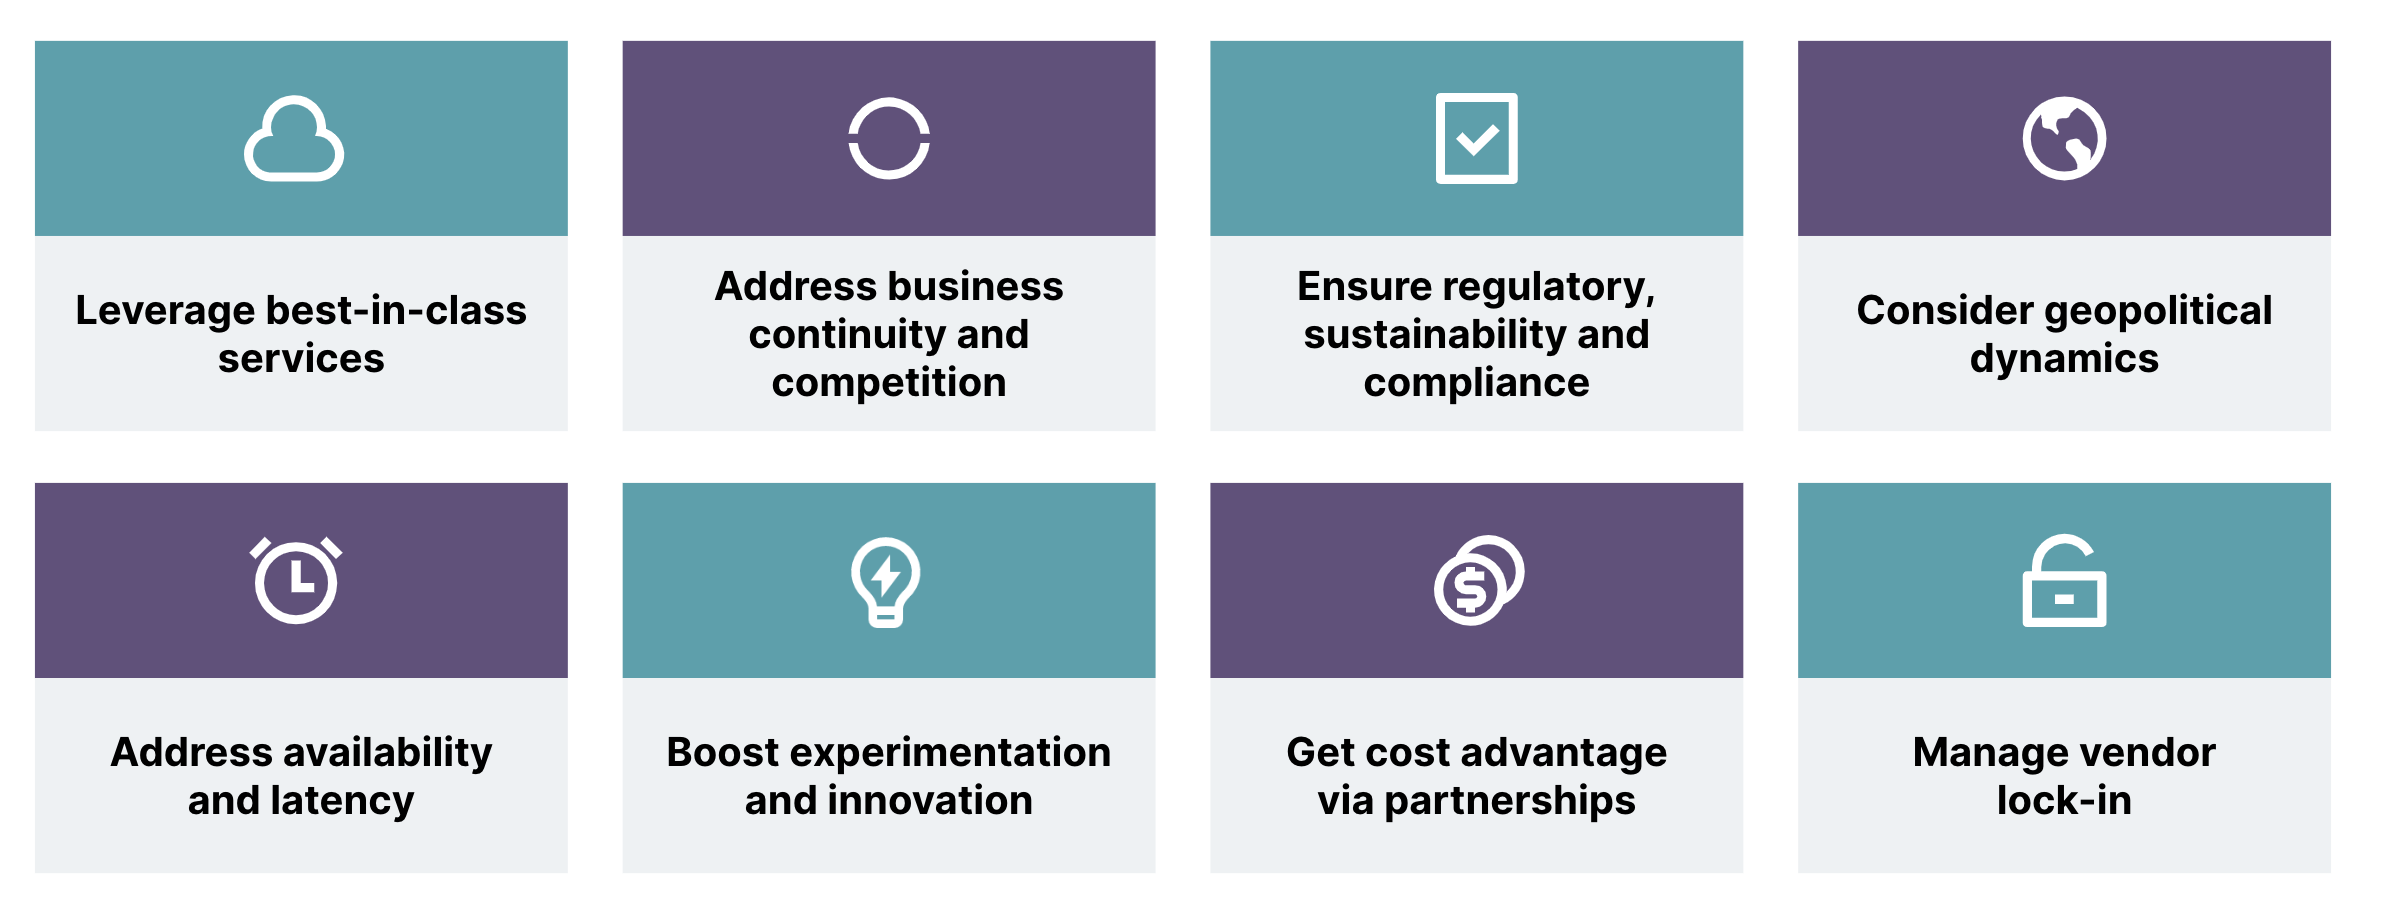 Leverage best-in-class
services
Address business
continuity and
competition
Ensure regulatory,
sustainability and
compliance
Consider geopolitical
dynamics
Address availability
and latency
Boost experimentation
and innovation
Get cost advantage
via partnerships
Manage vendor
lock-in